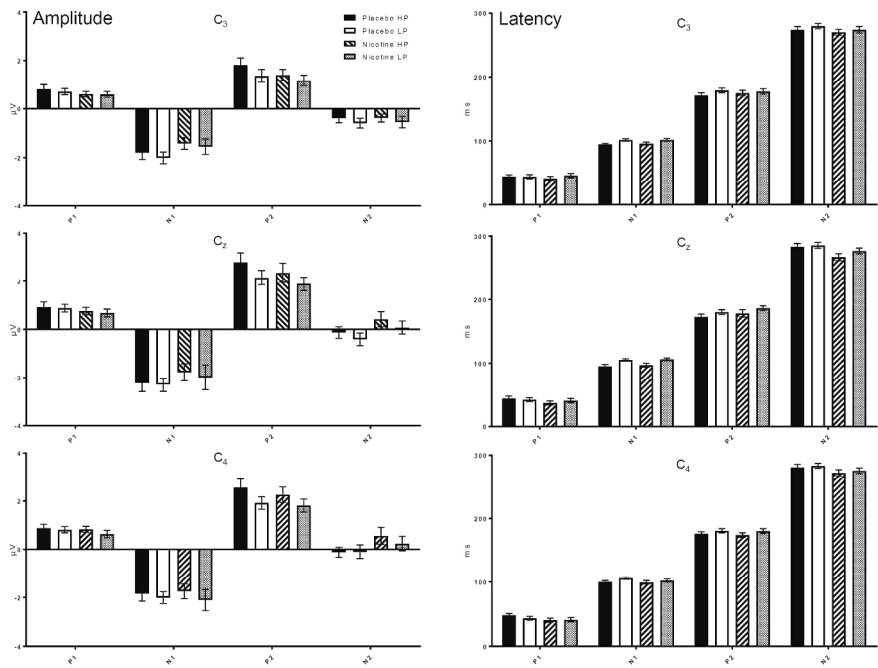 Amplitude
C3
Placebo HP
Placebo LP
Nicotine HP
Nicotine LP
4
2
0
-2
-4
µV
P1 N1 P2 N2
Cz
4
2
0
-2
-4
µV
P1 N1 P2 N2
C4
4
2
0
-2
-4
µV
P1 N1 P2 N2
Latency
C3
300
200
100
0
ms
P1 N1 P2 N2
Cz
300
200
100
0
ms
P1 N1 P2 N2
C4
300
200
100
0
ms
P1 N1 P2 N2